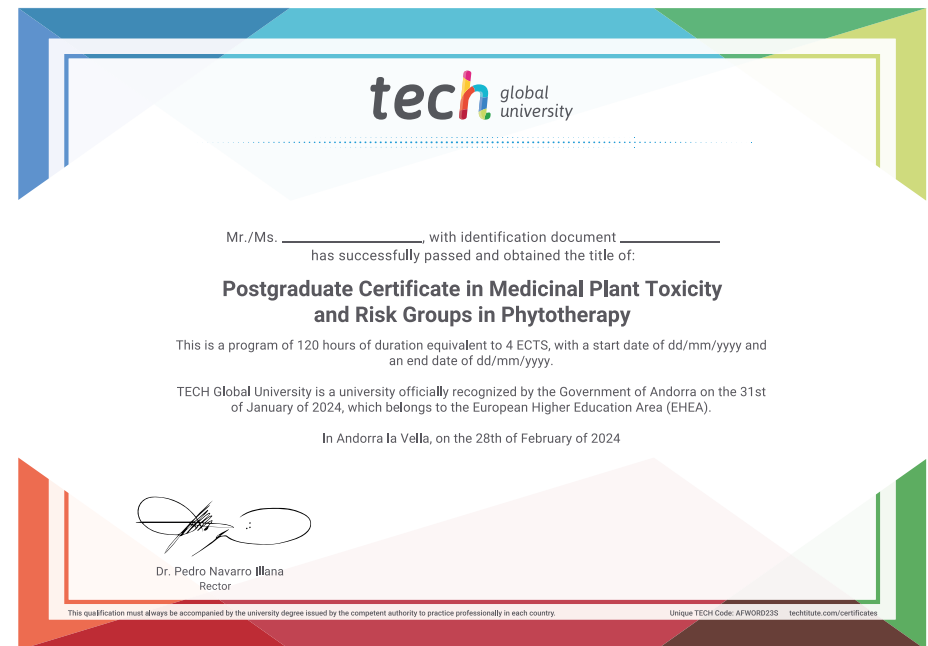 tech global
university
Mr./Ms. ____________, with identification document ____________
has successfully passed and obtained the title of:
Postgraduate Certificate in Medicinal Plant Toxicity
and Risk Groups in Phytotherapy
This is a program of 120 hours of duration equivalent to 4 ECTS, with a start date of dd/mm/yyyy and
an end date of dd/mm/yyyy.
TECH Global University is a university officially recognized by the Government of Andorra on the 31st
of January of 2024, which belongs to the European Higher Education Area (EHEA).
In Andorra la Vella, on the 28th of February of 2024
Dr. Pedro Navarro Illana
Rector
This qualification must always be accompanied by the university degree issued by the competent authority to practice professionally in each country.
Unique TECH Code: AFWORD23S techtitute.com/certificates